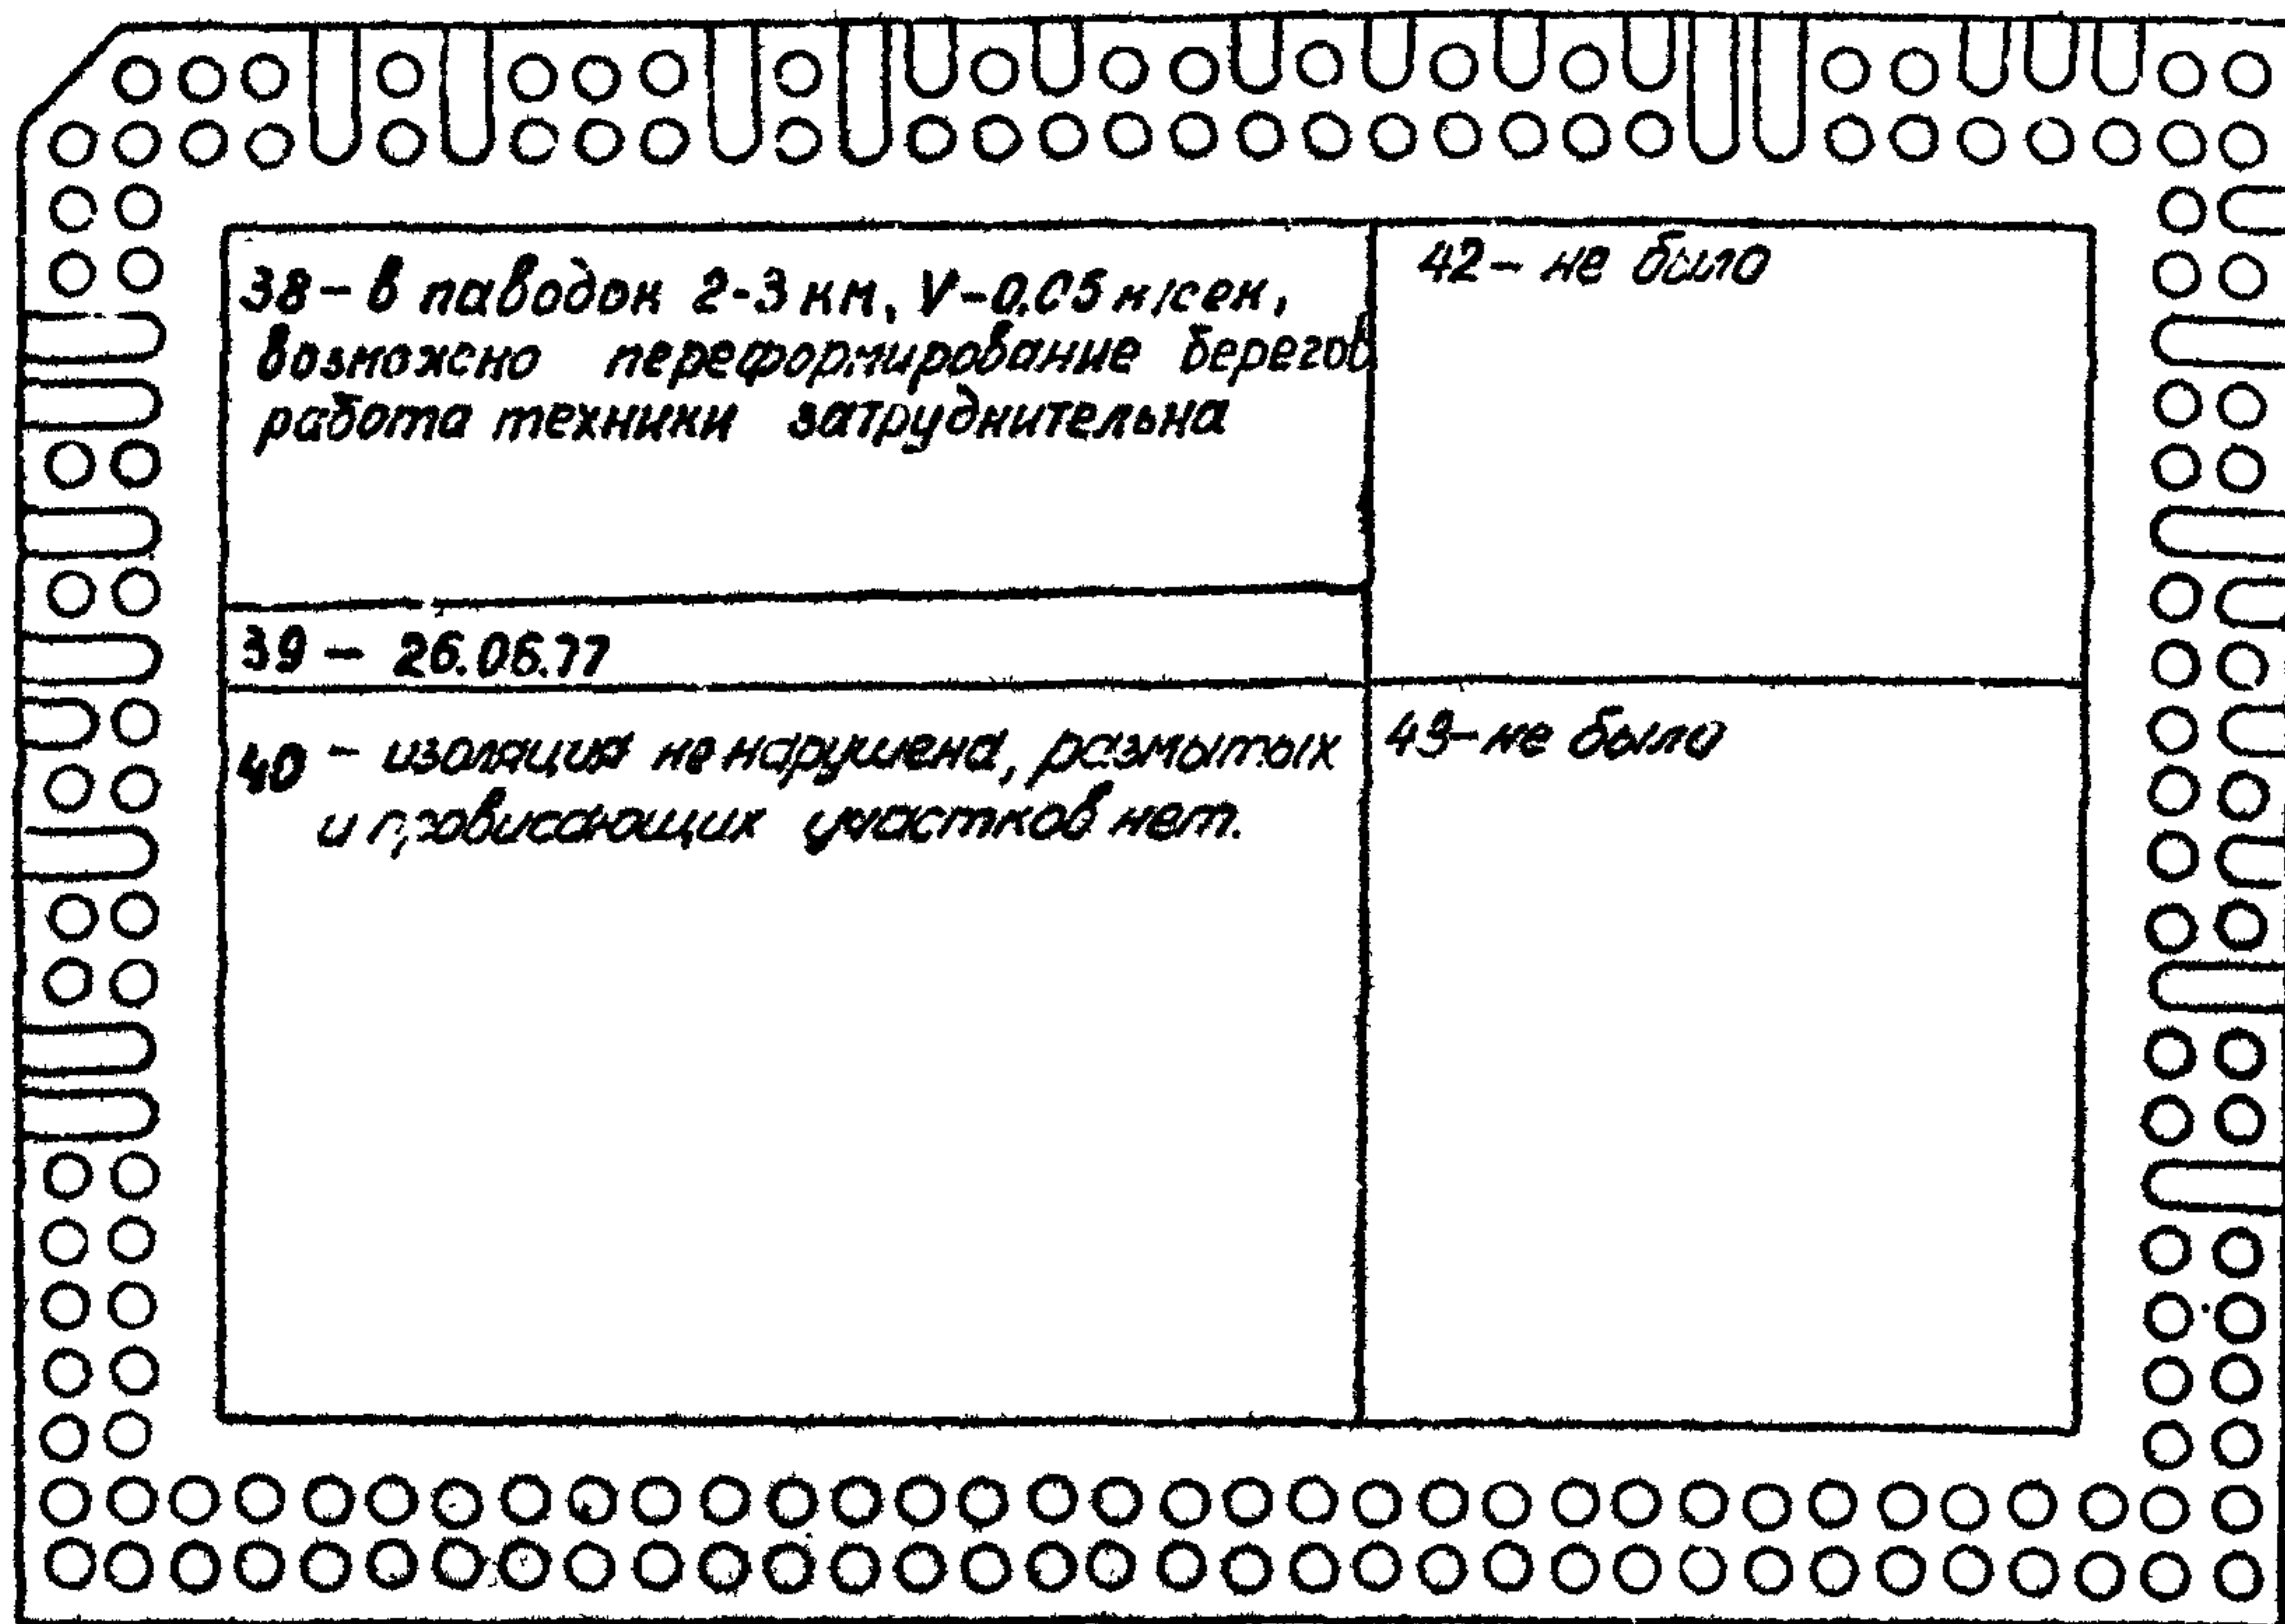 38 - в паводок 2-3 км, V-0,05 м/сек,
возможно переформирование берегов
работа техники затруднительна
39 - 26.06.77
40 - изоляция не нарушена, размытых
и провисающих участков нет.
42 - не было
43 - не было